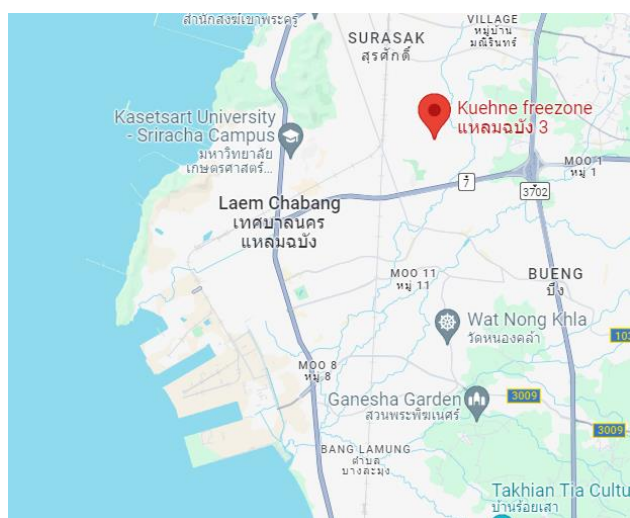 สำนักสงฆ์เขาพระครู
VILLAGE
หมู่บ้าน
มณีรินทร์
SURASAK
สุรศักดิ์
Kuehne freezone
แหลมฉบัง 3
Kasetsart University
- Sriracha Campus
มหาวิทยาลัย
เกษตรศาสตร์...
MOO 1
หมู่ 1
7
3702
Laem Chabang
เทศบาลนคร
แหลมฉบัง
MOO 11
หมู่ 11
BUENG
บึง
Wat Nong Khla
วัดหนองคล้า
103
MOO 8
หมู่ 8
Ganesha Garden
สวนพระพิฆเนศร์
3009
3009
BANG LAMUNG
ตำบล
บางละมุง
Takhian Tia Cultu
บ้านร้อยเสา